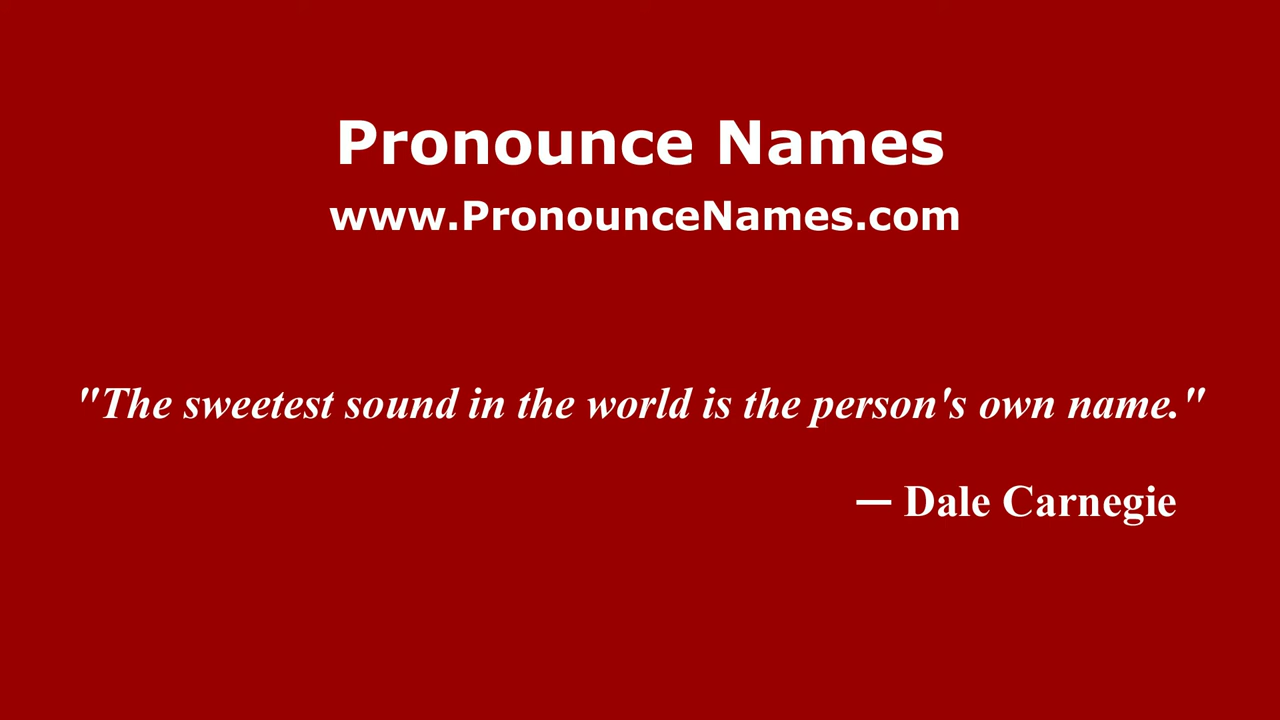 Pronounce Names
www.PronounceNames.com
"The sweetest sound in the world is the person's own name."
— Dale Carnegie